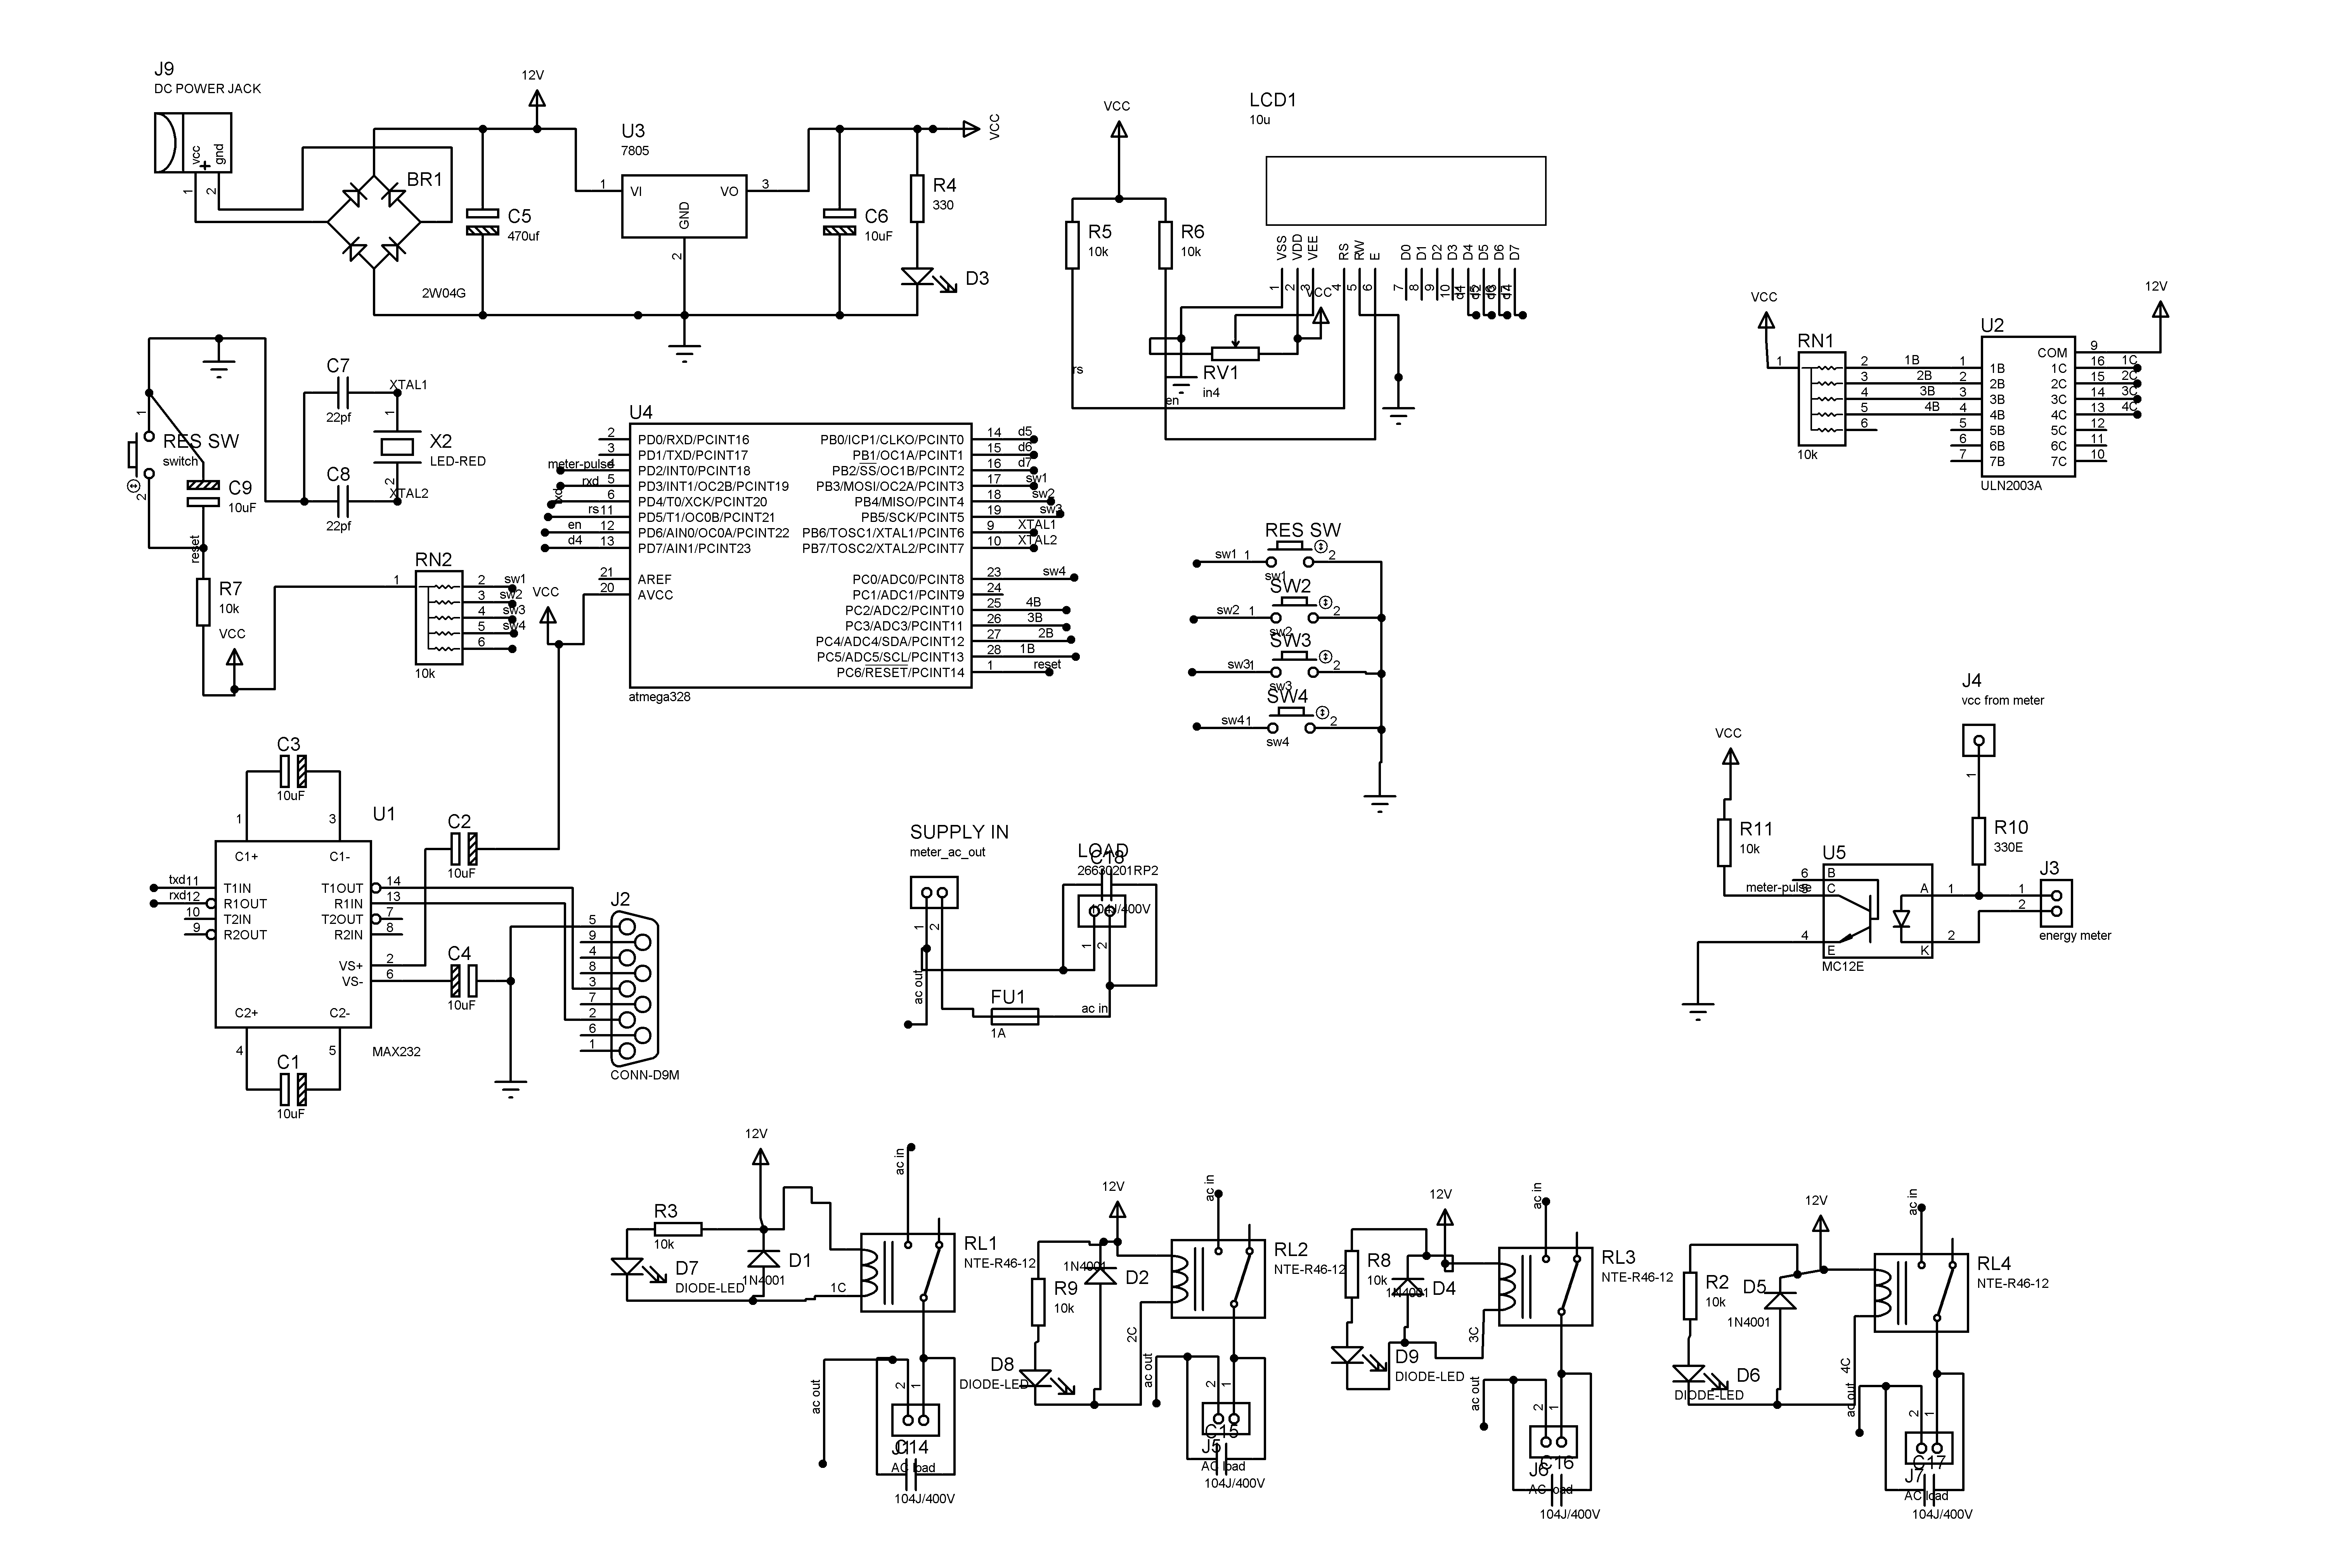 J9
DC POWER JACK
vcc
gnd
1
2
BR1
2W04G
12V
C5
470uf
U3
7805
1
VI
VO
3
GND
2
C6
10uF
R4
330
D3
VCC
VCC
R5
10k
R6
10k
rs
en
LCD1
10u
VSS
VDD
VEE
RS
RW
E
D0
D1
D2
D3
D4
D5
D6
D7
1
2
3
4
5
6
7
8
9
10
14
d4
d5
d6
d7
VCC
RV1
in4
VCC
RN1
10k
1
2
3
4
5
6
1B
2B
3B
4B
U2
ULN2003A
1
2
3
4
5
6
7
1B
2B
3B
4B
5B
6B
7B
COM
1C
2C
3C
4C
5C
6C
7C
9
16
15
14
13
12
11
10
1C
2C
3C
4C
12V
RES SW
switch
1
2
C9
10uF
reset
R7
10k
VCC
C7
22pf
C8
22pf
XTAL1
XTAL2
1
2
X2
LED-RED
RN2
10k
1
2
3
4
5
6
sw1
sw2
sw3
sw4
VCC
U4
atmega328
2 PD0/RXD/PCINT16
3 PD1/TXD/PCINT17
meter-pulse 4 PD2/INT0/PCINT18
rxd 5 PD3/INT1/OC2B/PCINT19
txd 6 PD4/T0/XCK/PCINT20
rs 11 PD5/T1/OC0B/PCINT21
en 12 PD6/AIN0/OC0A/PCINT22
d4 13 PD7/AIN1/PCINT23
21 AREF
20 AVCC
PB0/ICP1/CLKO/PCINT0 14 d5
PB1/OC1A/PCINT1 15 d6
PB2/SS/OC1B/PCINT2 16 d7
PB3/MOSI/OC2A/PCINT3 17 sw1
PB4/MISO/PCINT4 18 sw2
PB5/SCK/PCINT5 19 sw3
PB6/TOSC1/XTAL1/PCINT6 9 XTAL1
PB7/TOSC2/XTAL2/PCINT7 10 XTAL2
PC0/ADC0/PCINT8 23 sw4
PC1/ADC1/PCINT9 24
PC2/ADC2/PCINT10 25 4B
PC3/ADC3/PCINT11 26 3B
PC4/ADC4/SDA/PCINT12 27 2B
PC5/ADC5/SCL/PCINT13 28 1B
PC6/RESET/PCINT14 1 reset
RES SW
sw1 1 2
sw1
SW2
sw2 1 2
sw2
SW3
sw3 1 2
sw3
SW4
sw4 1 2
sw4
C3
10uF
1
3
U1
MAX232
C1+
C1-
txd 11 T1IN
rxd 12 R1OUT
10 T2IN
9 R2OUT
T1OUT 14
R1IN 13
T2OUT 7
R2IN 8
VS+ 2
VS- 6
C2+
C2-
4
5
C1
10uF
C2
10uF
C4
10uF
J2
CONN-D9M
5
9
4
8
3
7
2
6
1
SUPPLY IN
meter_ac_out
1
2
ac out
FU1
1A
ac in
LOAD
C18
26630201RP2
104J/400V
1
2
J4
vcc from meter
1
VCC
R11
10k
R10
330E
U5
MC12E
meter-pulse
6
5
4
B
C
E
A
K
1
2
J3
energy meter
1
2
12V
R3
10k
D7
DIODE-LED
D1
1N4001
1C
ac in
RL1
NTE-R46-12
ac out
2
1
J1
C14
AC load
104J/400V
12V
R9
10k
D8
DIODE-LED
D2
1N4001
2C
ac in
RL2
NTE-R46-12
ac out
2
1
C15
J5
AC load
104J/400V
12V
R8
10k
D9
DIODE-LED
D4
1N4001
3C
ac in
RL3
NTE-R46-12
ac out
2
1
C16
J6
AC load
104J/400V
12V
R2
10k
D6
DIODE-LED
D5
1N4001
4C
ac in
RL4
NTE-R46-12
ac out
2
1
C17
J7
AC load
104J/400V